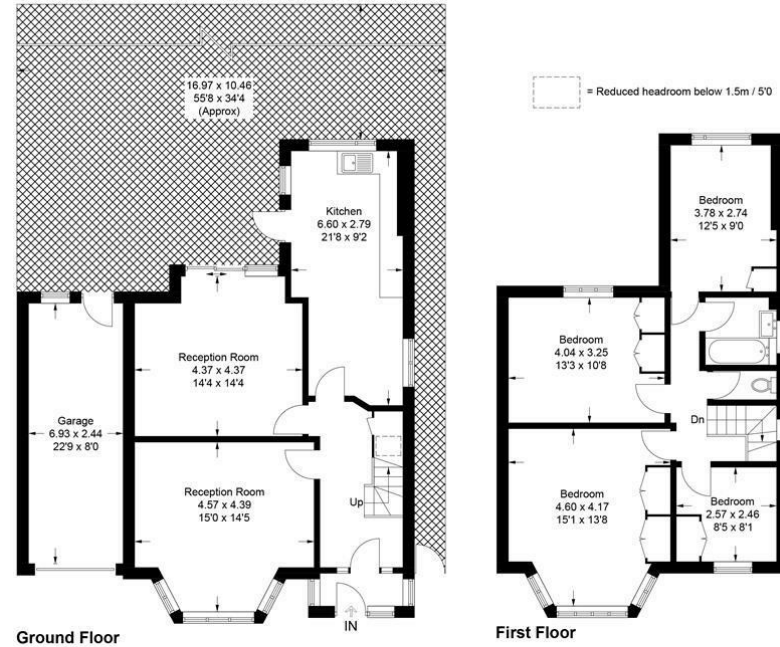 16.97 x 10.46
55'8 x 34'4
(Approx)
= Reduced headroom below 1.5m / 5'0
Kitchen
6.60 x 2.79
21'8 x 9'2
Bedroom
3.78 x 2.74
12'5 x 9'0
Reception Room
4.37 x 4.37
14'4 x 14'4
Bedroom
4.04 x 3.25
13'3 x 10'8
Garage
6.93 x 2.44
22'9 x 8'0
Dn
Reception Room
4.57 x 4.39
15'0 x 14'5
Up
Bedroom
4.60 x 4.17
15'1 x 13'8
Bedroom
2.57 x 2.46
8'5 x 8'1
IN
Ground Floor
First Floor